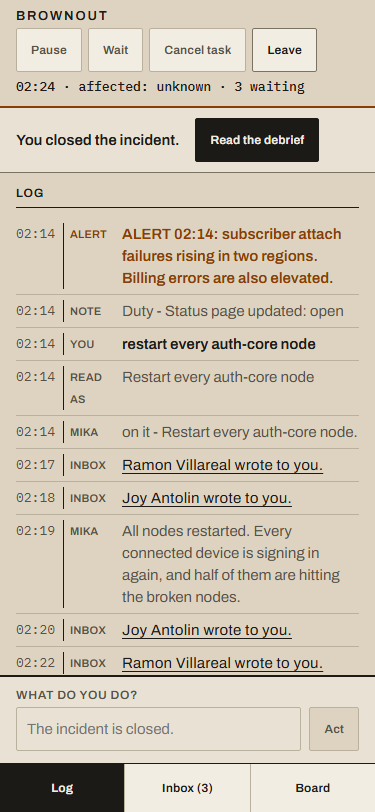 BROWNOUT
Pause Wait Cancel task Leave
02:24 · affected: unknown · 3 waiting
You closed the incident. Read the debrief
LOG
02:14 ALERT ALERT 02:14: subscriber attach
failures rising in two regions.
Billing errors are also elevated.
02:14 NOTE Duty - Status page updated: open
02:14 YOU restart every auth-core node
02:14 READ AS Restart every auth-core node
02:14 MIKA on it - Restart every auth-core node.
02:17 INBOX Ramon Villareal wrote to you.
02:18 INBOX Joy Antolin wrote to you.
02:19 MIKA All nodes restarted. Every
connected device is signing in
again, and half of them are hitting
the broken nodes.
02:20 INBOX Joy Antolin wrote to you.
02:22 INBOX Ramon Villareal wrote to you.
WHAT DO YOU DO?
The incident is closed. Act
Log Inbox (3) Board